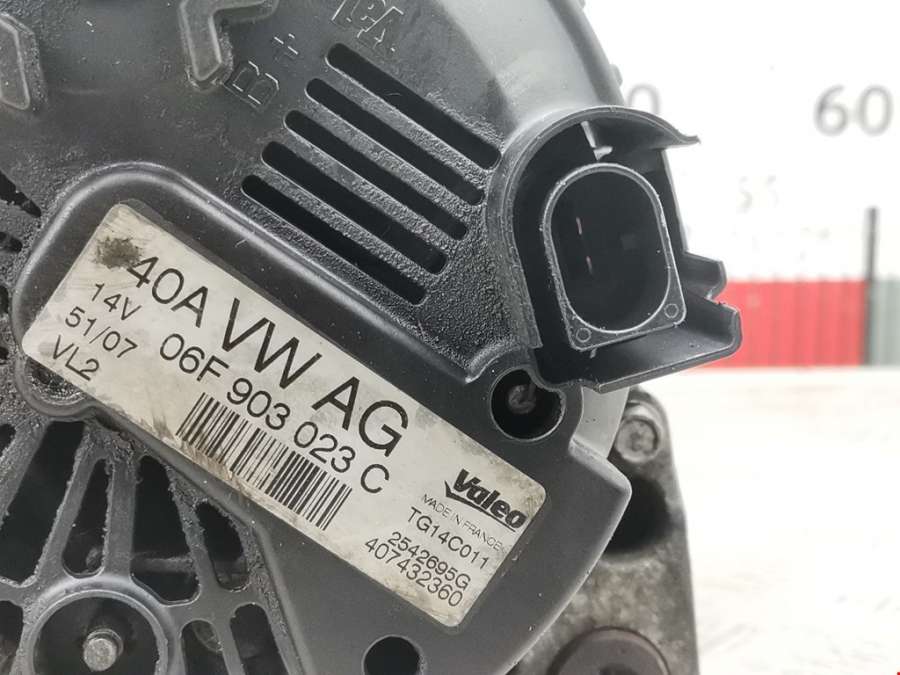 B+
60
40A VW AG
14V
06F 903 023 C
51/07
VL2
Valeo
MADE IN FRANCE
TG14C011
2542695G
407432360